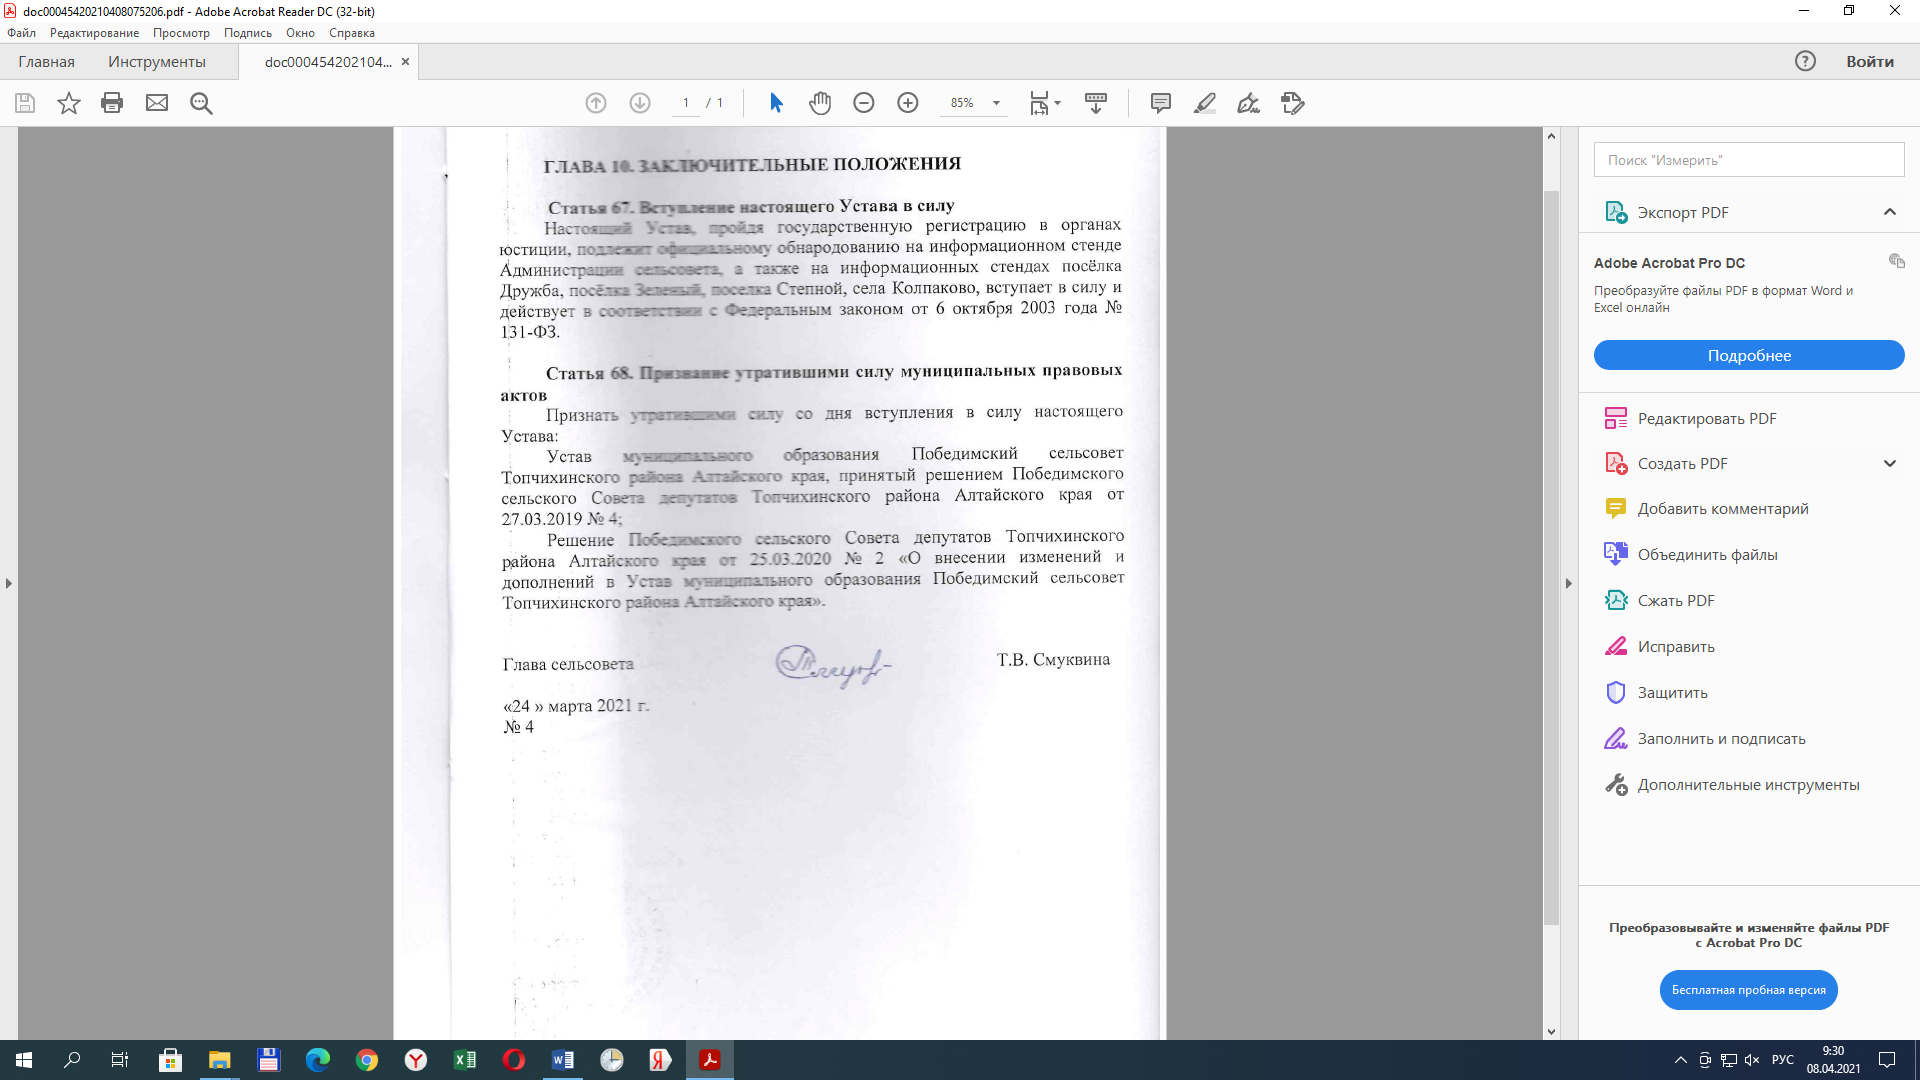 doc00045420210408075206.pdf - Adobe Acrobat Reader DC (32-bit)
Файл Редактирование Просмотр Подпись Окно Справка
Главная Инструменты doc000454202104... × Войти
1 / 1 85%
ГЛАВА 10. ЗАКЛЮЧИТЕЛЬНЫЕ ПОЛОЖЕНИЯ
Статья 67. Вступление настоящего Устава в силу
Настоящий Устав, пройдя государственную регистрацию в органах
юстиции, подлежит официальному обнародованию на информационном стенде
Администрации сельсовета, а также на информационных стендах посёлка
Дружба, посёлка Зеленый, поселка Степной, села Колпаково, вступает в силу и
действует в соответствии с Федеральным законом от 6 октября 2003 года №
131-ФЗ.
Статья 68. Признание утратившими силу муниципальных правовых
актов
Признать утратившими силу со дня вступления в силу настоящего
Устава:
Устав муниципального образования Победимский сельсовет
Топчихинского района Алтайского края, принятый решением Победимского
сельского Совета депутатов Топчихинского района Алтайского края от
27.03.2019 № 4;
Решение Победимского сельского Совета депутатов Топчихинского
района Алтайского края от 25.03.2020 № 2 «О внесении изменений и
дополнений в Устав муниципального образования Победимский сельсовет
Топчихинского района Алтайского края».
Глава сельсовета Т.В. Смуквина
«24 » марта 2021 г.
№ 4
Поиск "Измерить"
Экспорт PDF
Adobe Acrobat Pro DC
Преобразуйте файлы PDF в формат Word и
Excel онлайн
Подробнее
Редактировать PDF
Создать PDF
Добавить комментарий
Объединить файлы
Сжать PDF
Исправить
Защитить
Заполнить и подписать
Дополнительные инструменты
Преобразовывайте и изменяйте файлы PDF
с Acrobat Pro DC
Бесплатная пробная версия
РУС
9:30
08.04.2021